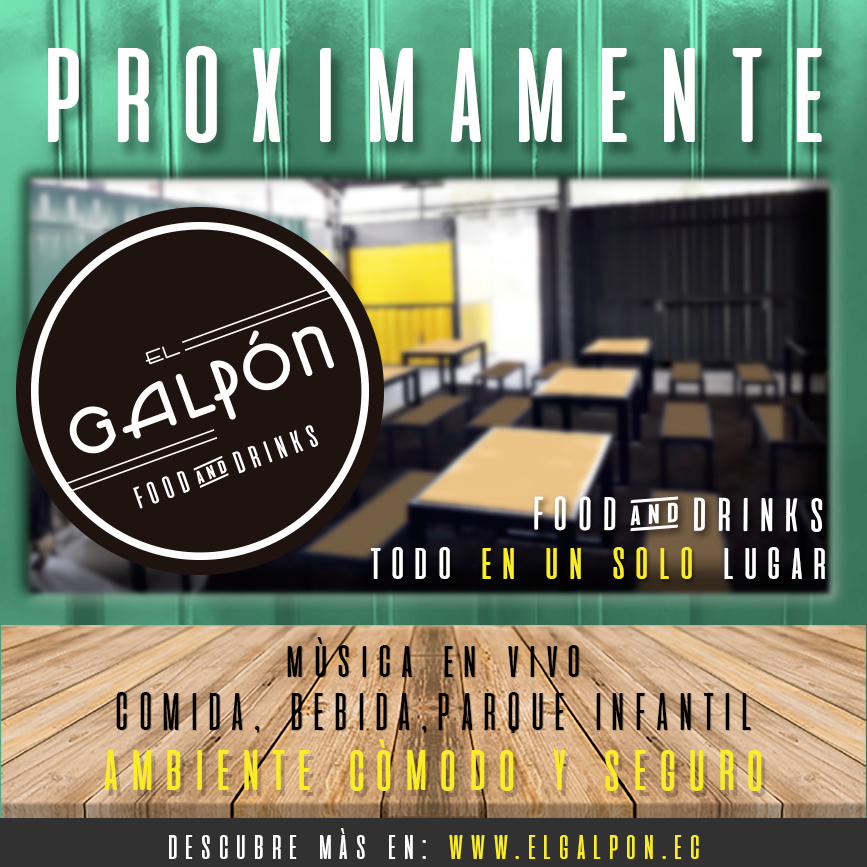 PROXIMAMENTE
EL
GALPÓN
FOOD AND DRINKS
FOOD AND DRINKS
TODO EN UN SOLO LUGAR
MÙSICA EN VIVO
COMIDA, BEBIDA,PARQUE INFANTIL
AMBIENTE CÒMODO Y SEGURO
DESCUBRE MÀS EN: WWW.ELGALPON.EC